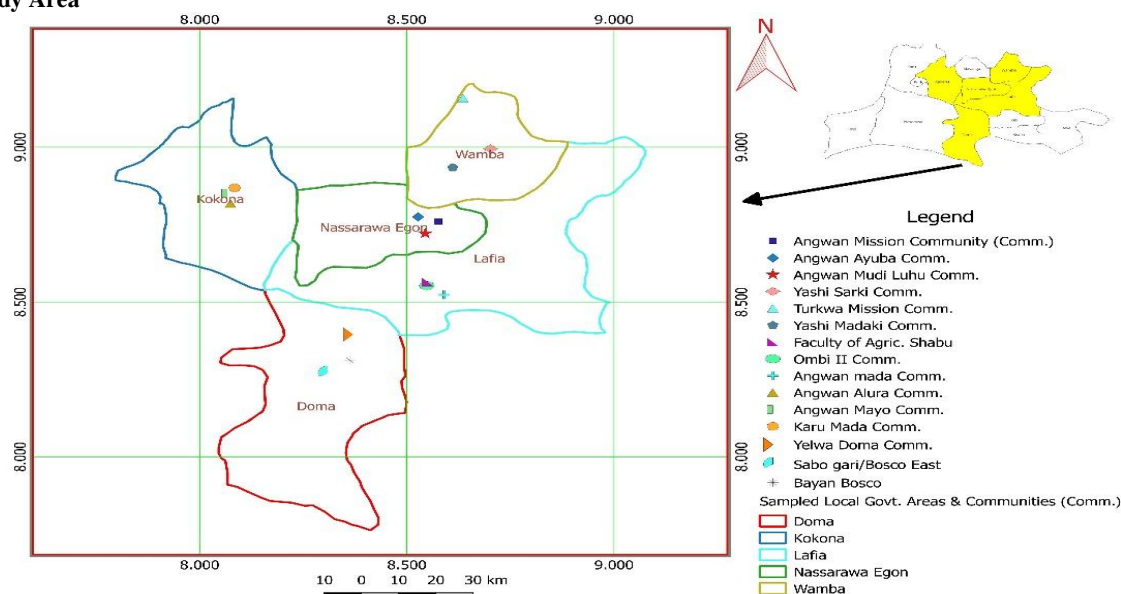 dy Area
8.000 8.500 9.000
N
9.000 9.000
Wamba
Kokona
Nassarawa Egon
Lafia
8.500 8.500
Doma
8.000 8.000
8.000 8.500 9.000
10 0 10 20 30 km
Legend
Angwan Mission Community (Comm.)
Angwan Ayuba Comm.
Angwan Mudi Luhu Comm.
Yashi Sarki Comm.
Turkwa Mission Comm.
Yashi Madaki Comm.
Faculty of Agric. Shabu
Ombi II Comm.
Angwan mada Comm.
Angwan Alura Comm.
Angwan Mayo Comm.
Karu Mada Comm.
Yelwa Doma Comm.
Sabo gari/Bosco East
Bayan Bosco
Sampled Local Govt. Areas & Communities (Comm.)
Doma
Kokona
Lafia
Nassarawa Egon
Wamba